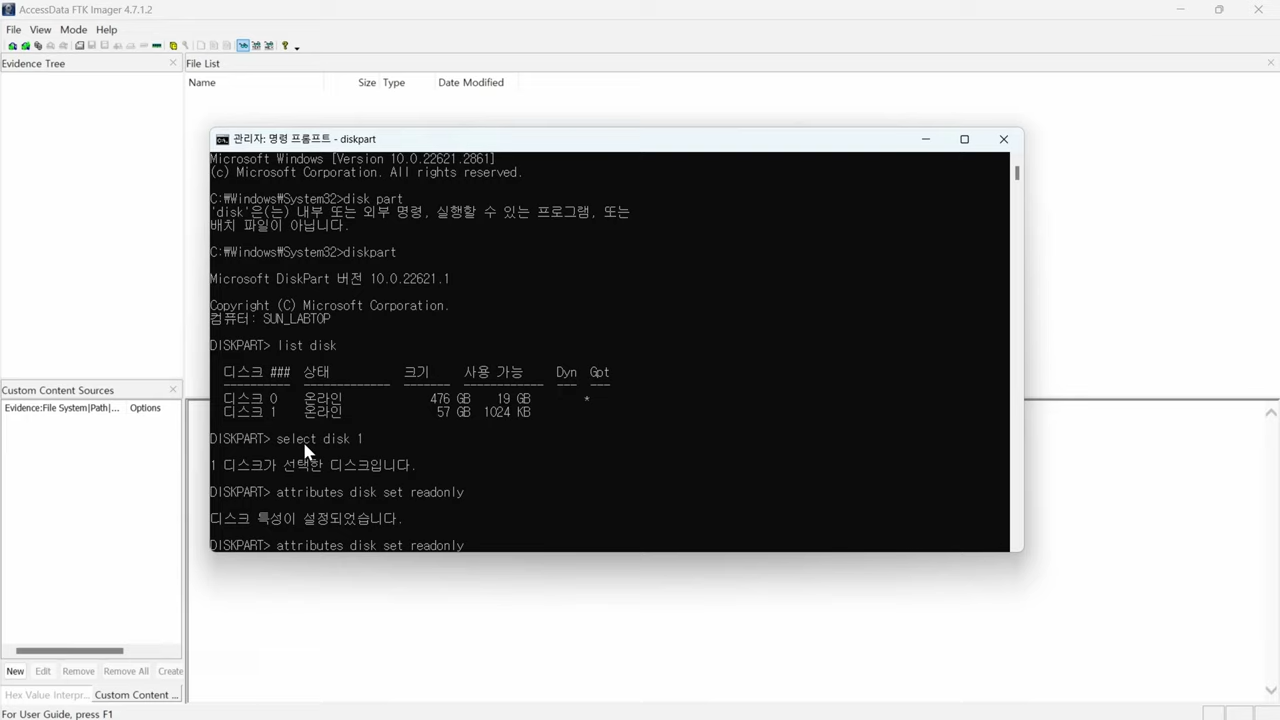 AccessData FTK Imager 4.7.1.2
File View Mode Help
Evidence Tree
File List
Name Size Type Date Modified
관리자: 명령 프롬프트 - diskpart
Microsoft Windows [Version 10.0.22621.2861]
(c) Microsoft Corporation. All rights reserved.
C:₩Windows₩System32>disk part
'disk'은(는) 내부 또는 외부 명령, 실행할 수 있는 프로그램, 또는
배치 파일이 아닙니다.
C:₩Windows₩System32>diskpart
Microsoft DiskPart 버전 10.0.22621.1
Copyright (C) Microsoft Corporation.
컴퓨터: SUN_LABTOP
DISKPART> list disk
디스크 ### 상태 크기 사용 가능 Dyn Gpt
---------- ------------- ------- ------------ --- ---
디스크 0 온라인 476 GB 19 GB *
디스크 1 온라인 57 GB 1024 KB
DISKPART> select disk 1
1 디스크가 선택한 디스크입니다.
DISKPART> attributes disk set readonly
디스크 특성이 설정되었습니다.
DISKPART> attributes disk set readonly
Custom Content Sources
Evidence:File System|Path|... Options
New Edit Remove Remove All Create
Hex Value Interpr... Custom Content ...
For User Guide, press F1